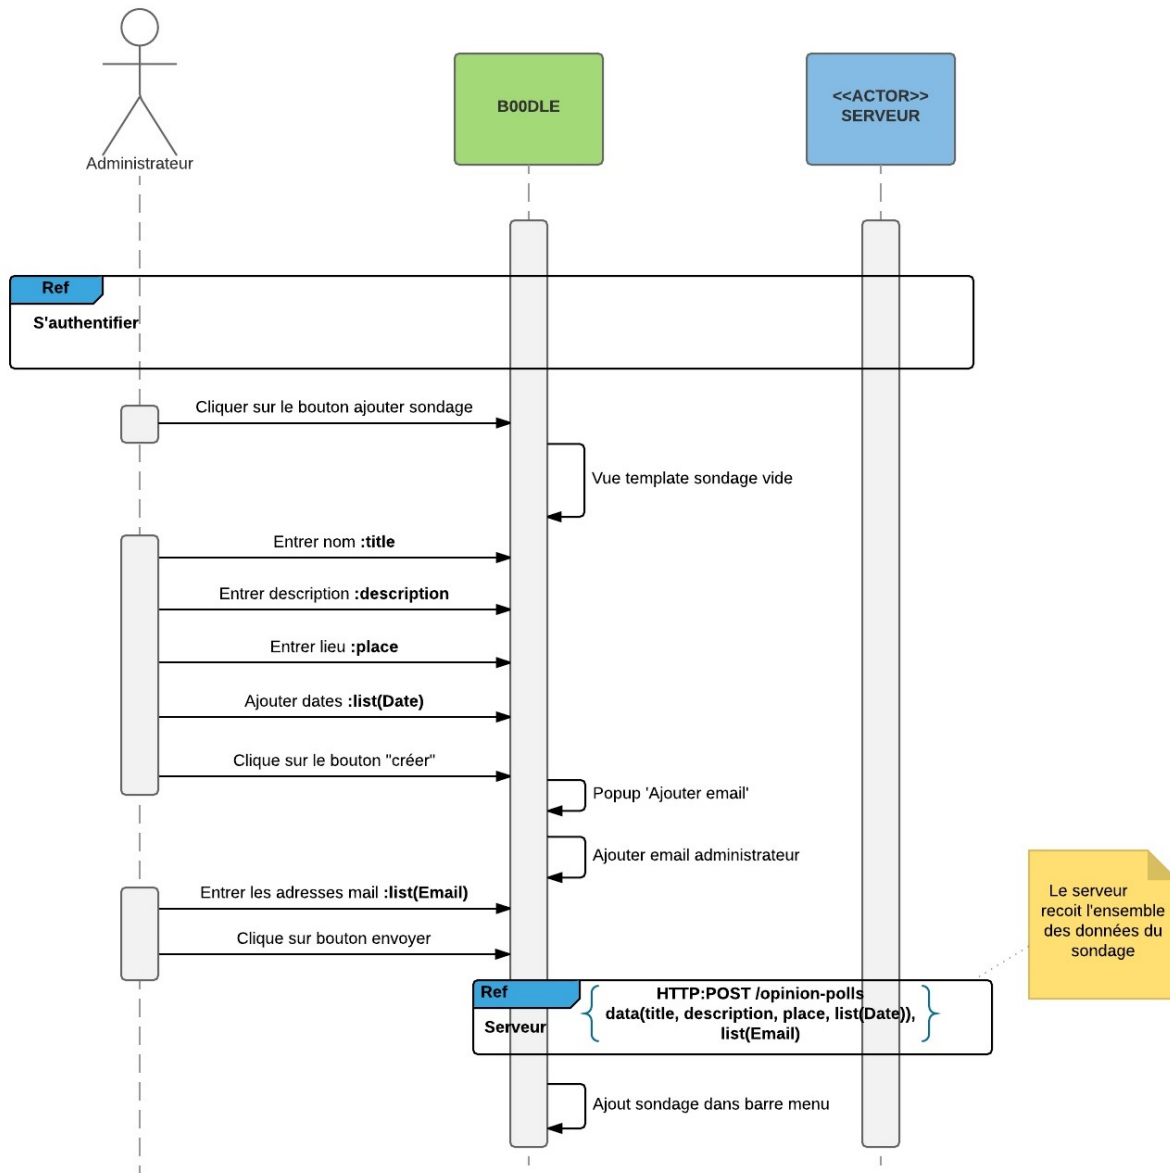 Administrateur
B00DLE
<<ACTOR>>
SERVEUR
Ref
S'authentifier
Cliquer sur le bouton ajouter sondage
Vue template sondage vide
Entrer nom :title
Entrer description :description
Entrer lieu :place
Ajouter dates :list(Date)
Clique sur le bouton "créer"
Popup 'Ajouter email'
Ajouter email administrateur
Entrer les adresses mail :list(Email)
Clique sur bouton envoyer
Le serveur
recoit l'ensemble
des données du
sondage
Ref
Serveur
HTTP:POST /opinion-polls
data(title, description, place, list(Date)),
list(Email)
Ajout sondage dans barre menu